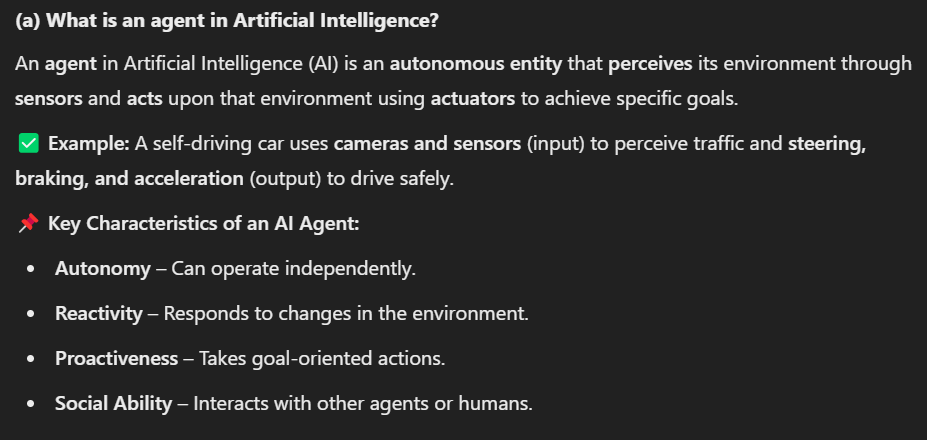 (a) What is an agent in Artificial Intelligence?
An agent in Artificial Intelligence (AI) is an autonomous entity that perceives its environment through
sensors and acts upon that environment using actuators to achieve specific goals.
✅ Example: A self-driving car uses cameras and sensors (input) to perceive traffic and steering,
braking, and acceleration (output) to drive safely.
📌 Key Characteristics of an AI Agent:
• Autonomy – Can operate independently.
• Reactivity – Responds to changes in the environment.
• Proactiveness – Takes goal-oriented actions.
• Social Ability – Interacts with other agents or humans.